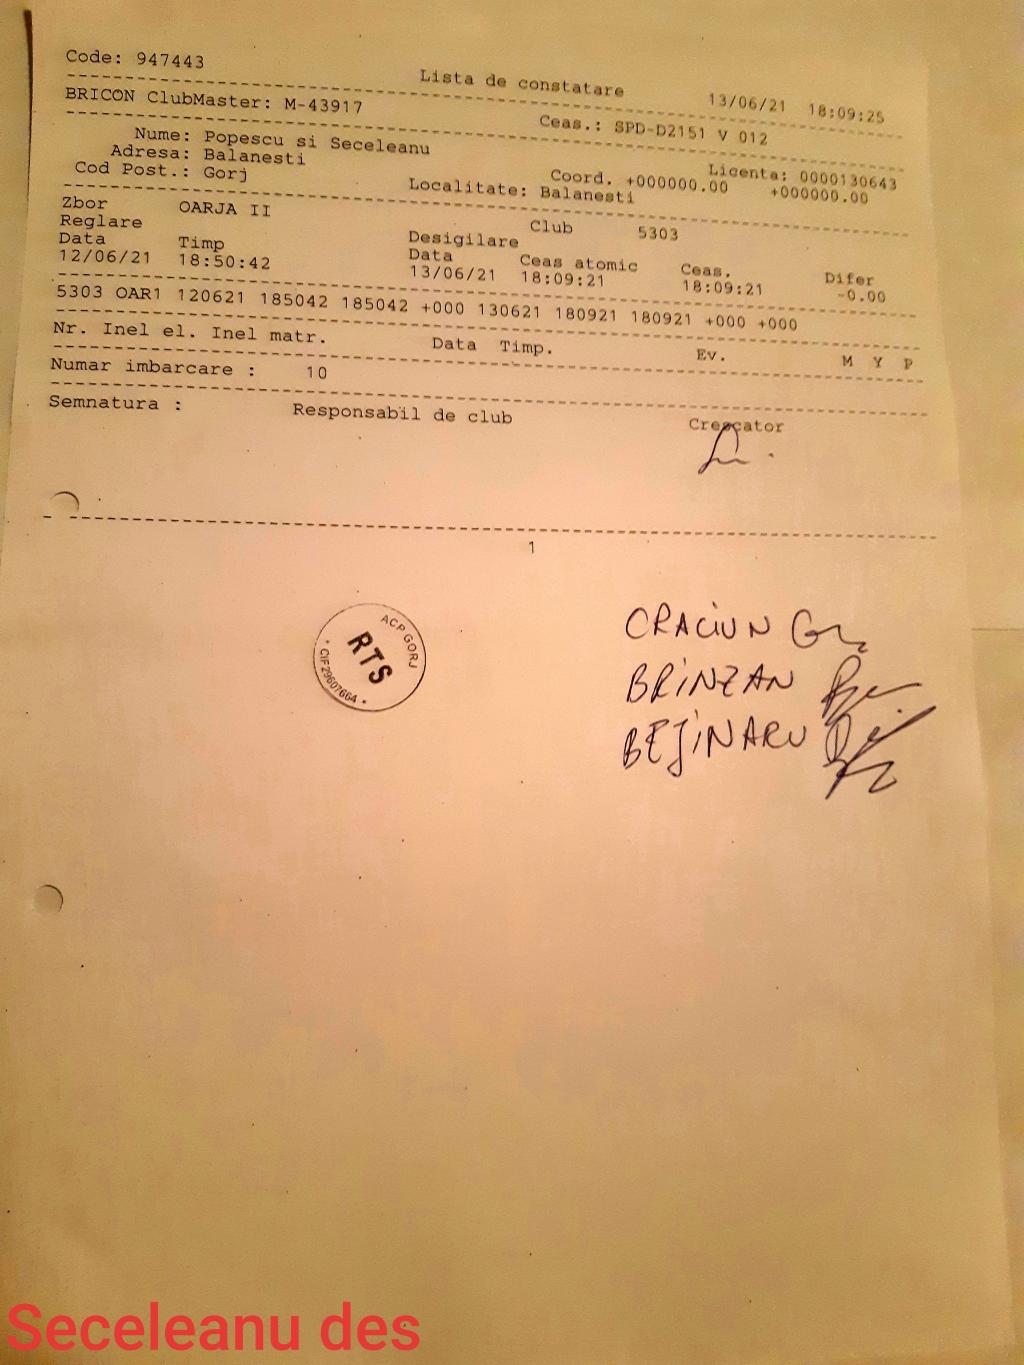 Code: 947443
Lista de constatare 13/06/21 18:09:25
BRICON ClubMaster: M-43917 Ceas.: SPD-D2151 V 012
Nume: Popescu si Seceleanu Licenta: 0000130643
Adresa: Balanesti Coord. +000000.00 +000000.00
Cod Post.: Gorj Localitate: Balanesti
Zbor OARJA II Club 5303
Reglare Desigilare
Data Timp Data Ceas atomic Ceas. Difer
12/06/21 18:50:42 13/06/21 18:09:21 18:09:21 -0.00
5303 OAR1 120621 185042 185042 +000 130621 180921 180921 +000 +000
Nr. Inel el. Inel matr. Data Timp. Ev. M Y P
Numar imbarcare : 10
Semnatura : Responsabil de club Crescator
1
ACP GORJ
RTS
CIF29607664
CRACIUN
BRINZAN
BEJINARU
Seceleanu des